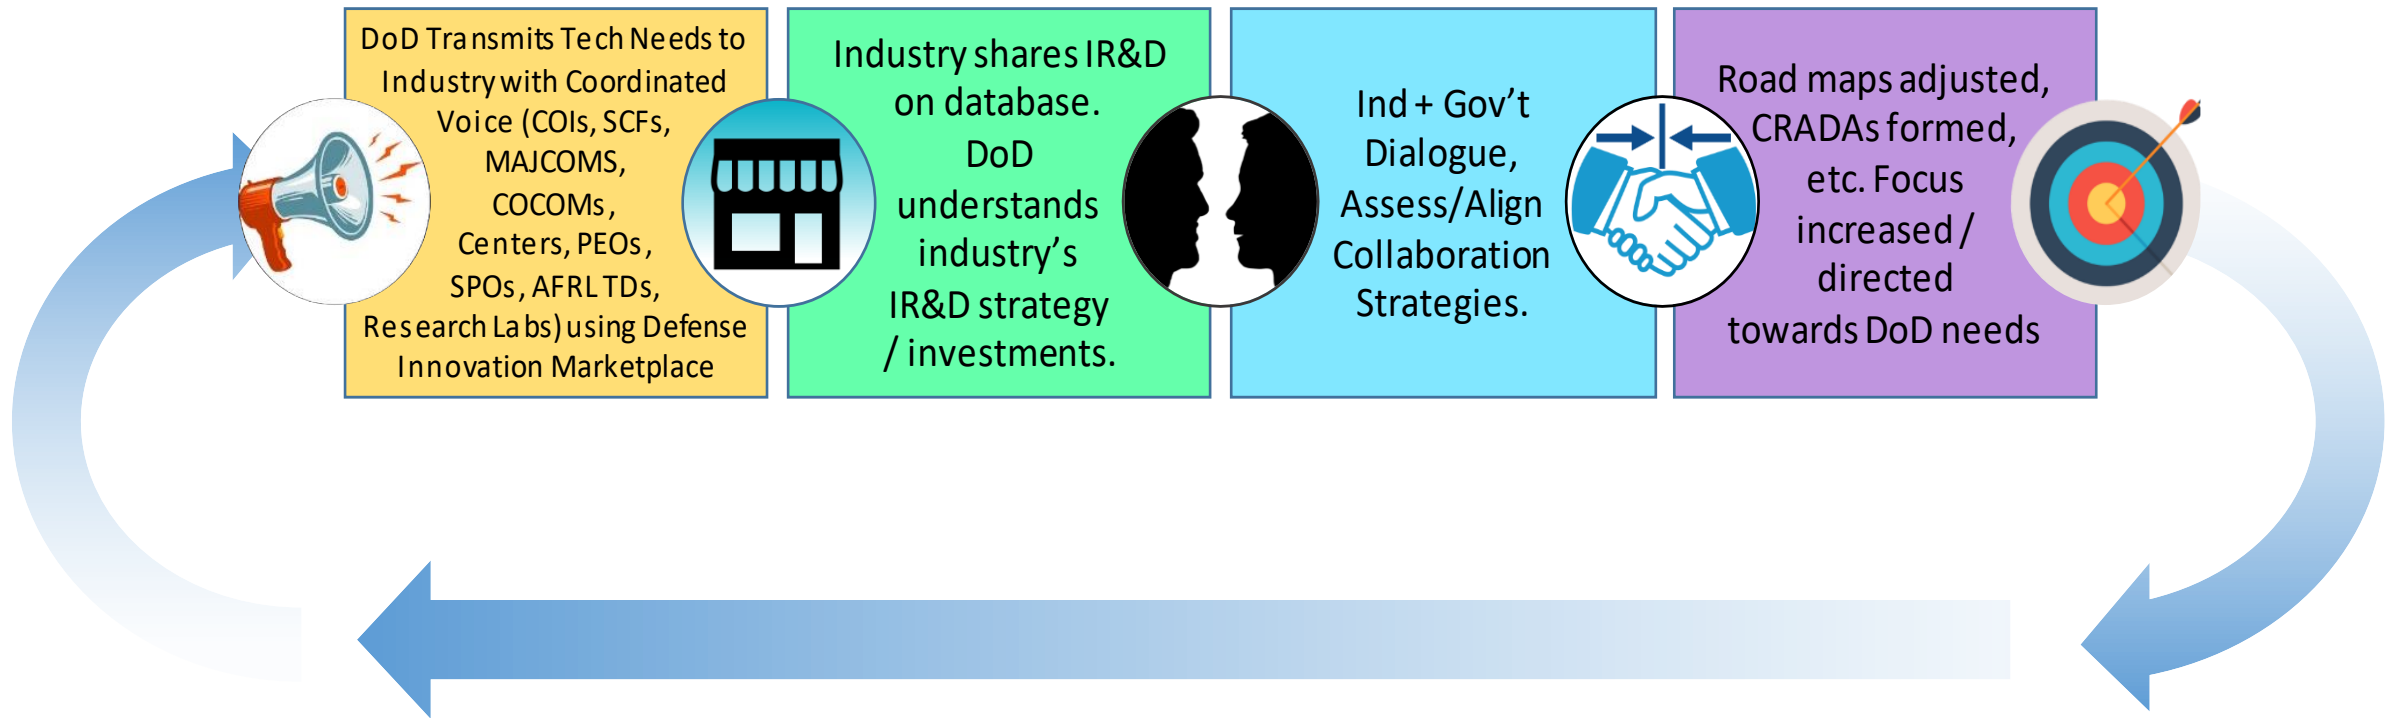 DoD Transmits Tech Needs to
Industry with Coordinated
Voice (COIs, SCFs,
MAJCOMS,
COCOMs,
Centers, PEOs,
SPOs, AFRL TDs,
Research Labs) using Defense
Innovation Marketplace
Industry shares IR&D
on database.
DoD
understands
industry’s
IR&D strategy
/ investments.
Ind + Gov’t
Dialogue,
Assess/Align
Collaboration
Strategies.
Road maps adjusted,
CRADAs formed,
etc. Focus
increased /
directed
towards DoD needs